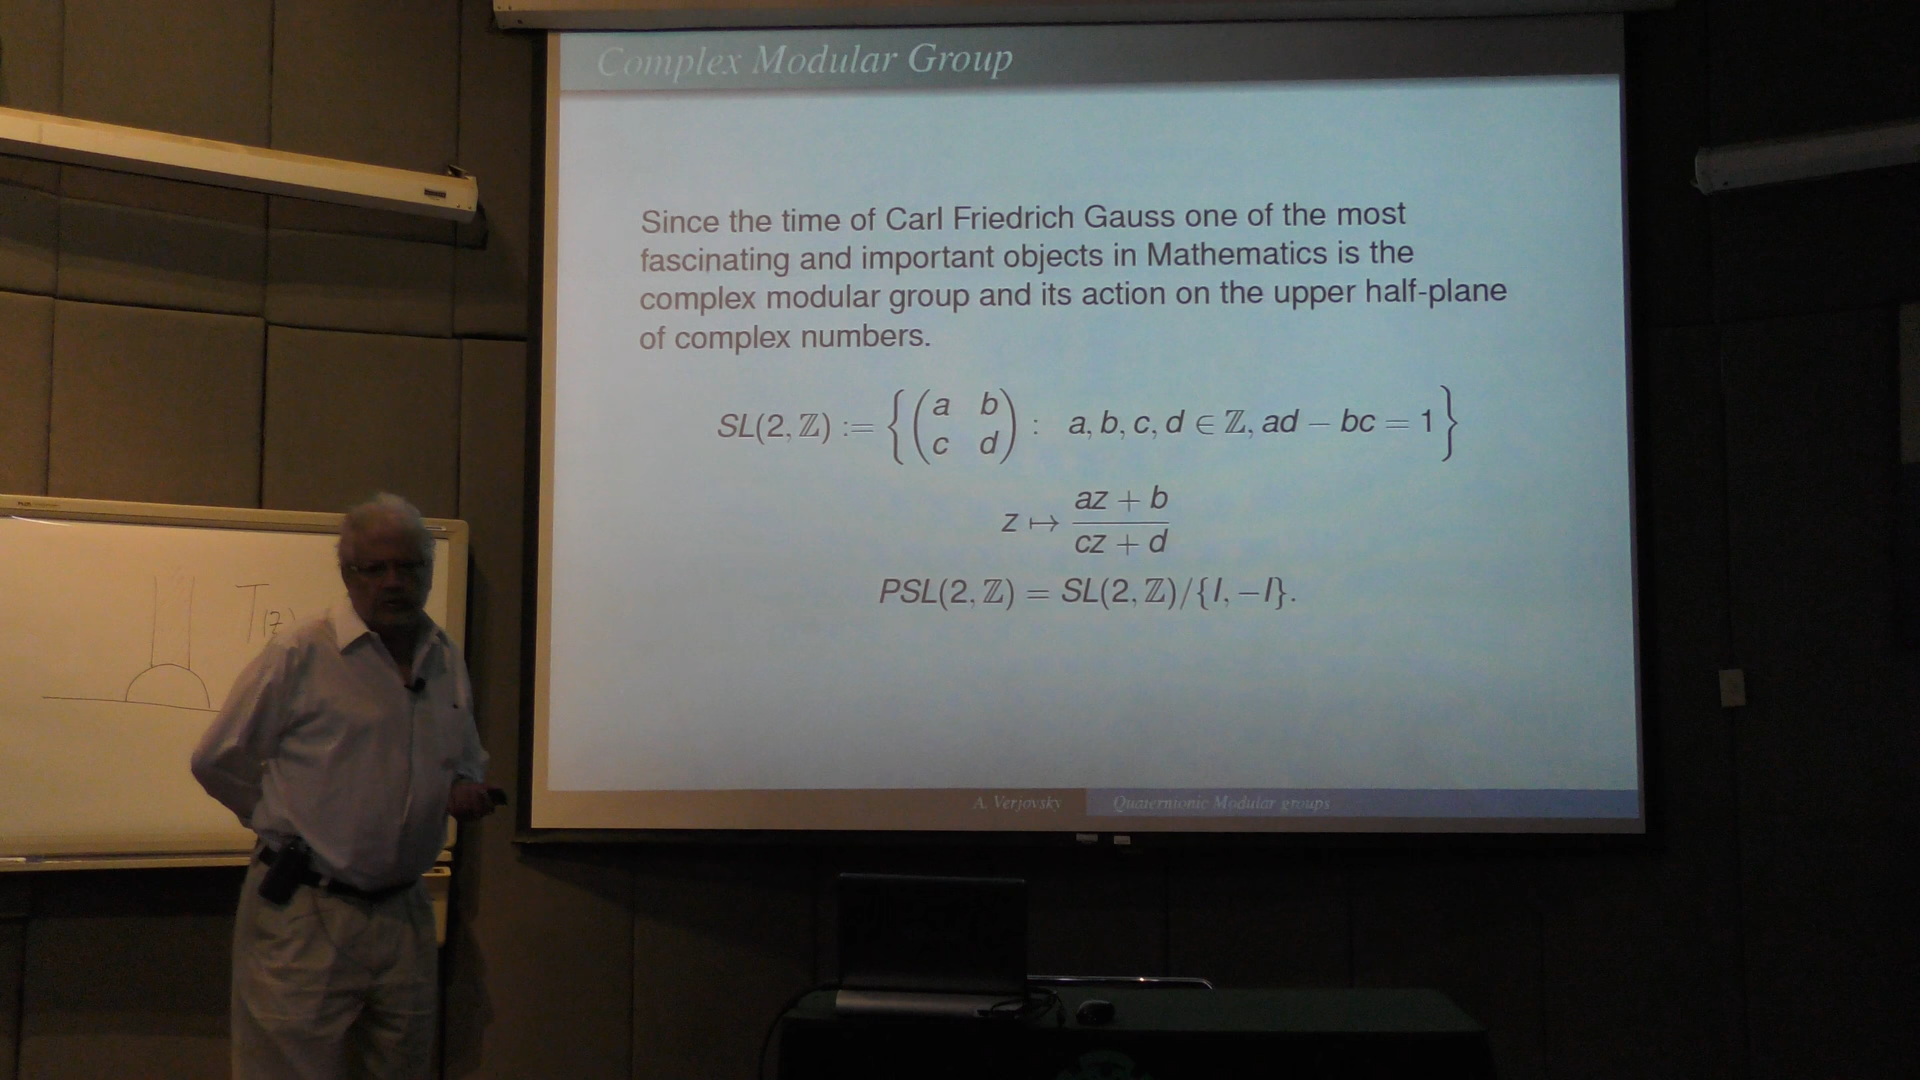 Complex Modular Group
Since the time of Carl Friedrich Gauss one of the most
fascinating and important objects in Mathematics is the
complex modular group and its action on the upper half-plane
of complex numbers.
SL(2, ℤ) := { ( a b
c d ) : a, b, c, d ∈ ℤ, ad − bc = 1 }
z ↦ az + b
cz + d
PSL(2, ℤ) = SL(2, ℤ)/{I, −I}.
A. Verjovsky Quaternionic Modular groups
T(z)